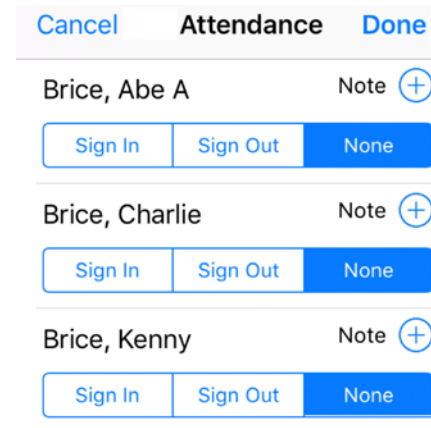 Cancel Attendance Done
Brice, Abe A Note
Sign In Sign Out None
Brice, Charlie Note
Sign In Sign Out None
Brice, Kenny Note
Sign In Sign Out None